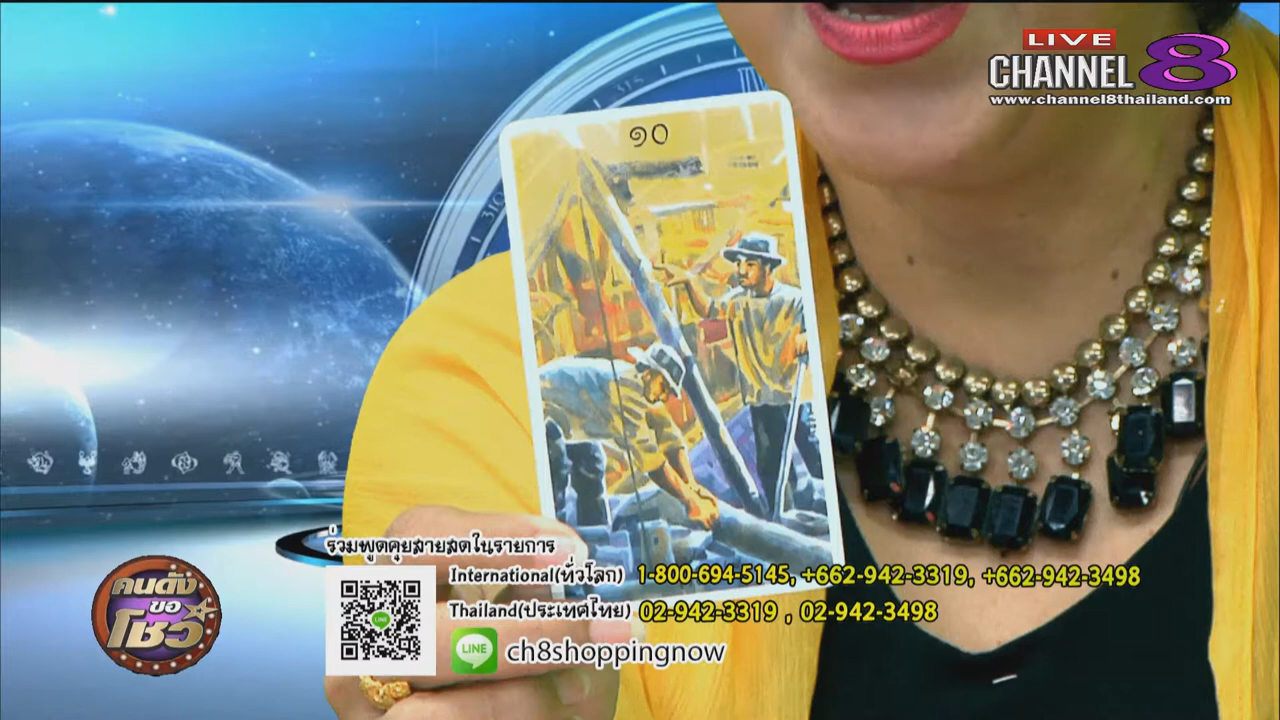 LIVE
CHANNEL 8
www.channel8thailand.com
๑๐
315
310
ร่วมพูดคุยสายสดในรายการ
International(ทั่วโลก) 1-800-694-5145, +662-942-3319, +662-942-3498
Thailand(ประเทศไทย) 02-942-3319 , 02-942-3498
LINE
ch8shoppingnow
LINE
คนดัง
ขอ
โชว์